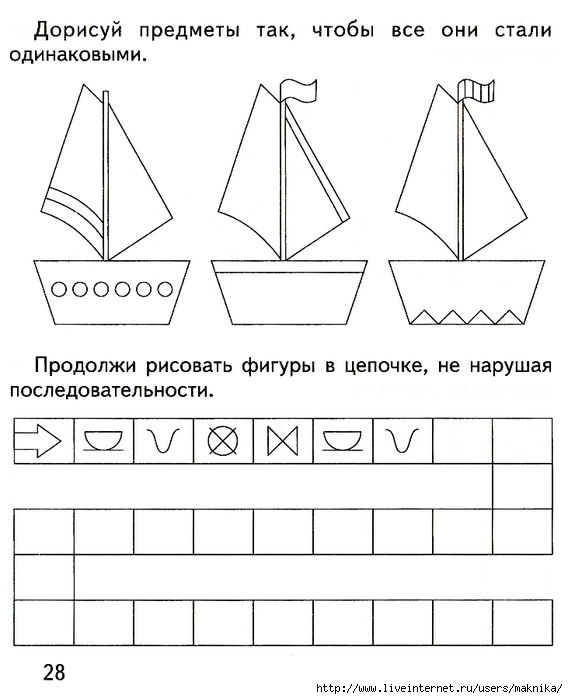 Дорисуй предметы так, чтобы все они стали
одинаковыми.
Продолжи рисовать фигуры в цепочке, не нарушая
последовательности.
28
http://www.liveinternet.ru/users/maknika/